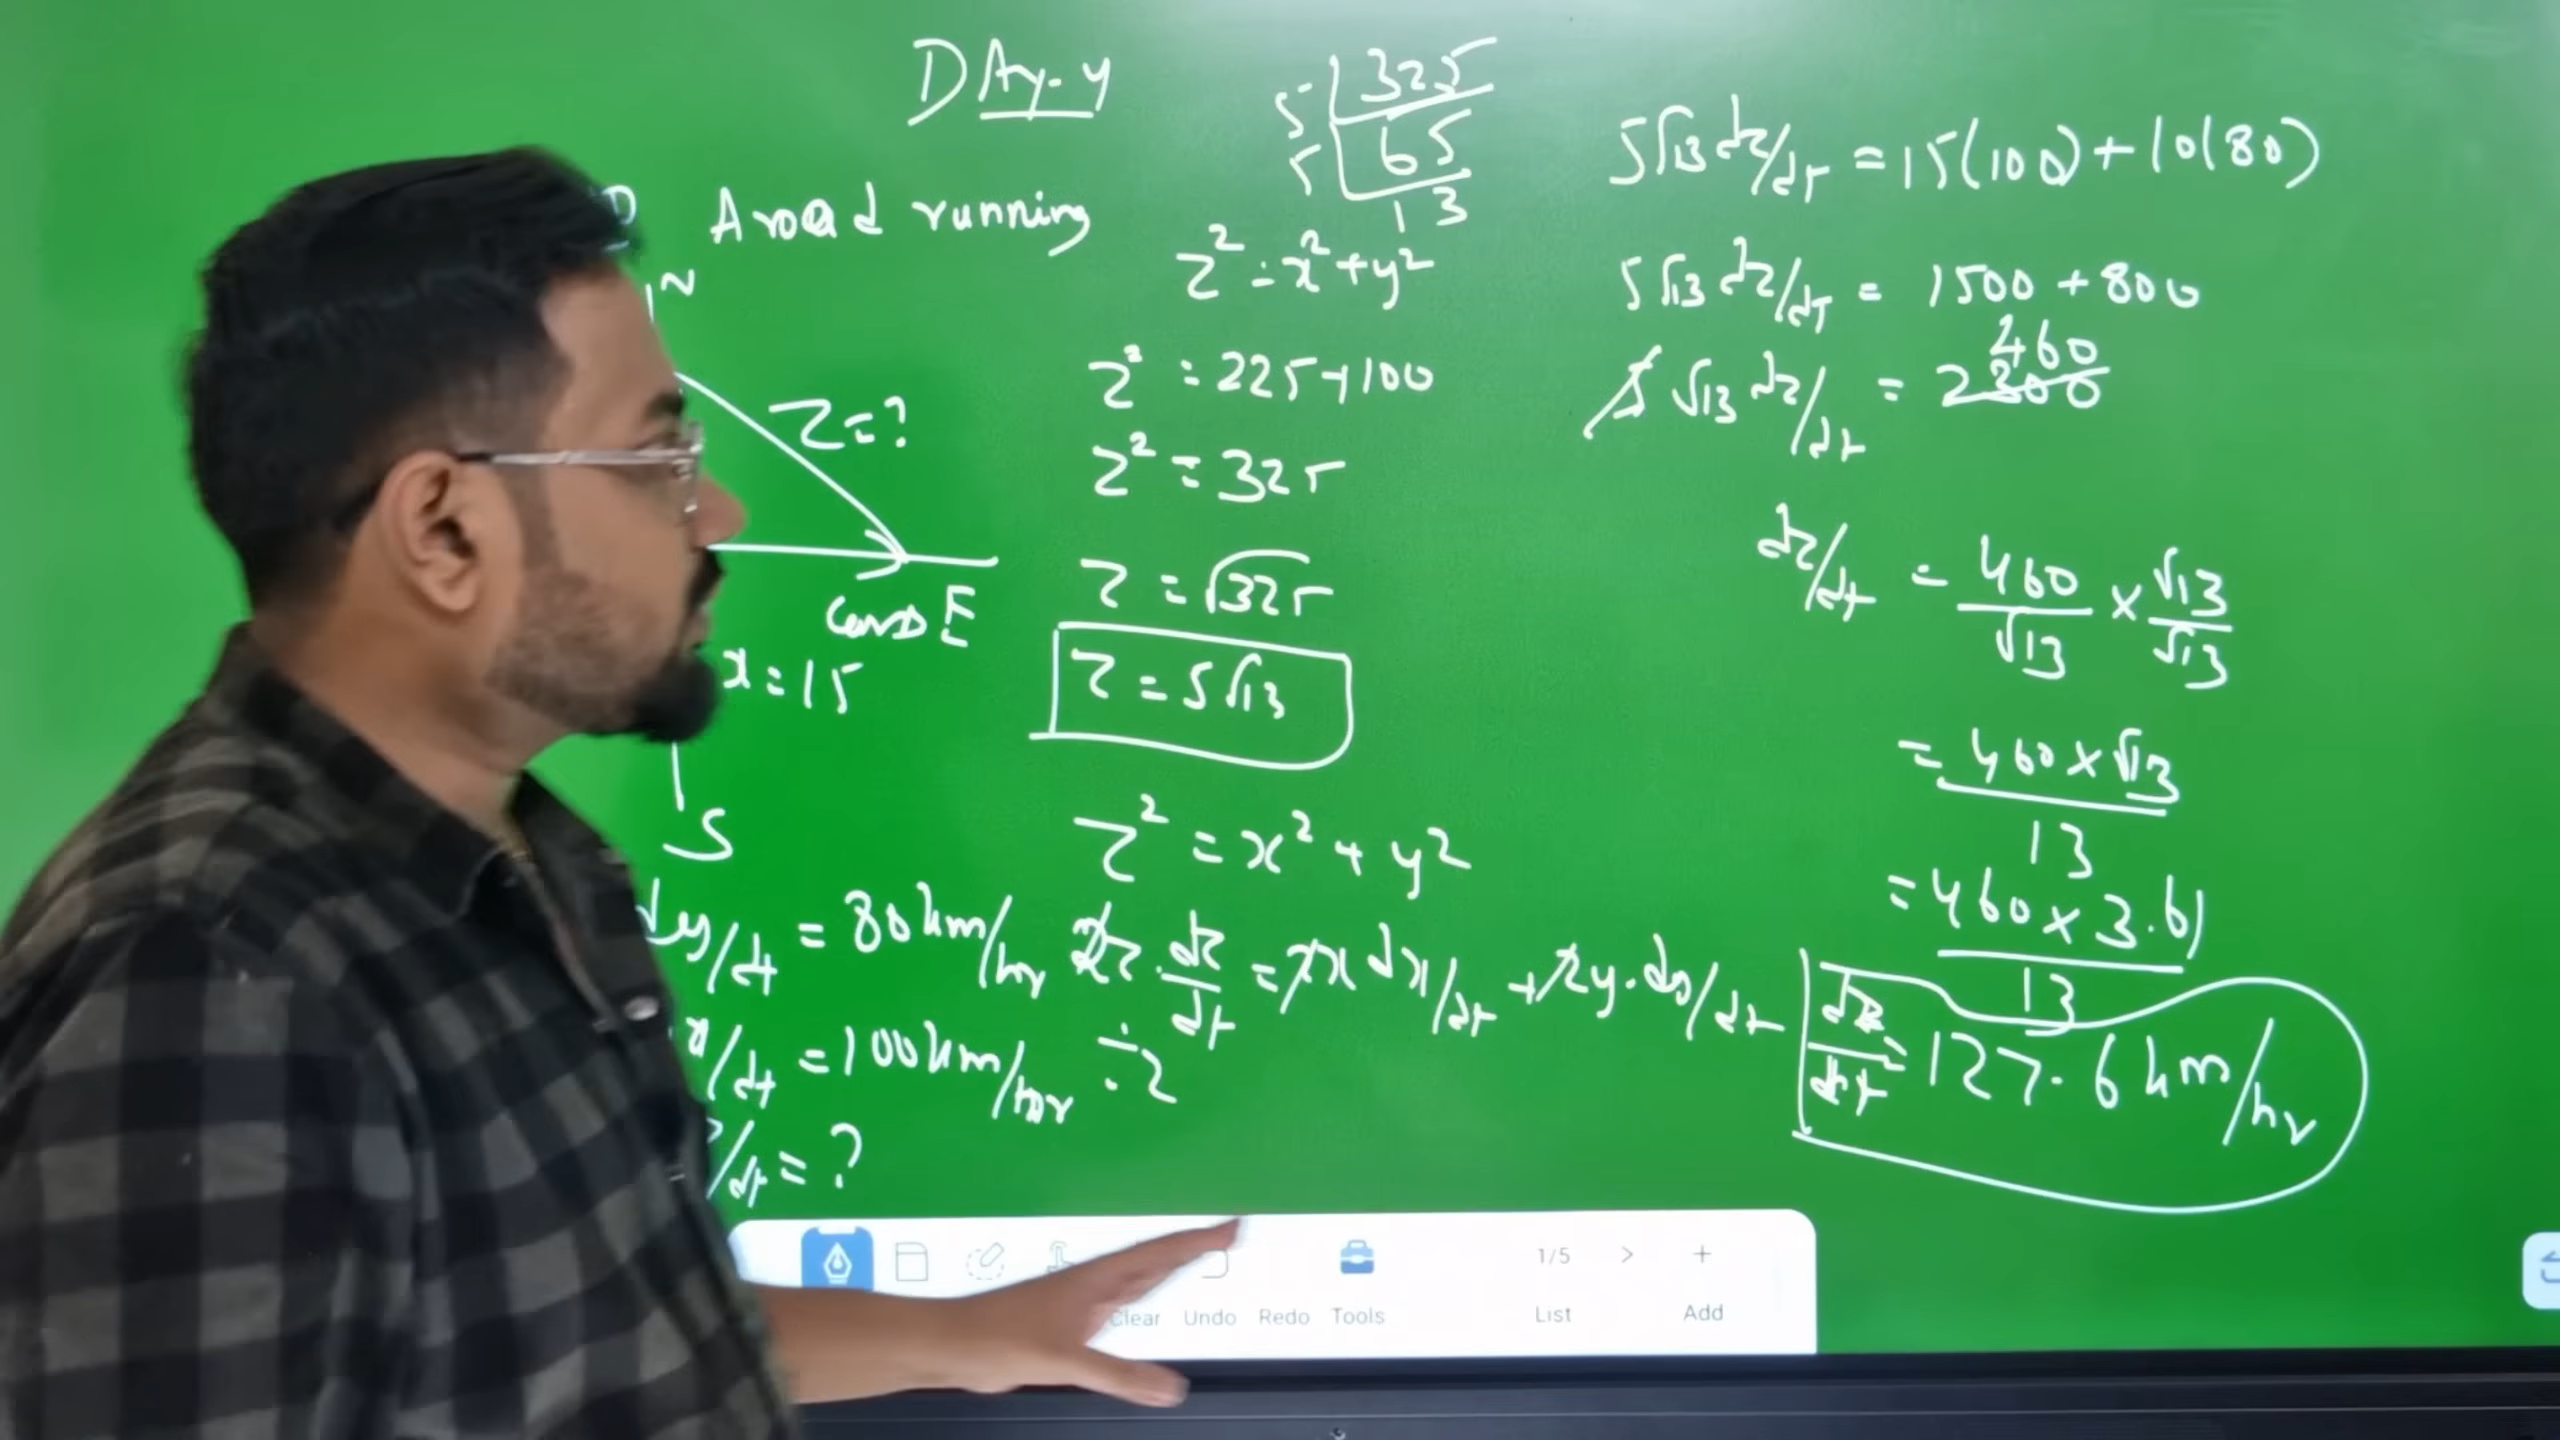 DAy-4
5 | 325
5 | 65
13
A road running
N
z=?
E
x=15
S
dy/dt = 80km/hr
x/dt =100km/hr
/dt=?
z² = x²+y²
z² = 225+100
z² = 325
z = √325
z = 5√13
z² = x² + y²
2z.dz/dt = 2x dx/dt + 2y.dy/dt
÷2
5√13 dz/dt = 15(100)+10(80)
5√13 dz/dt = 1500 + 800
460
5√13 dz/dt = 2300
dz/dt = 460/√13 × √13/√13
= 460×√13/13
= 460×3.61/13
dz/dt = 127.6 km/hr
Clear Undo Redo Tools
1/5 > +
List Add